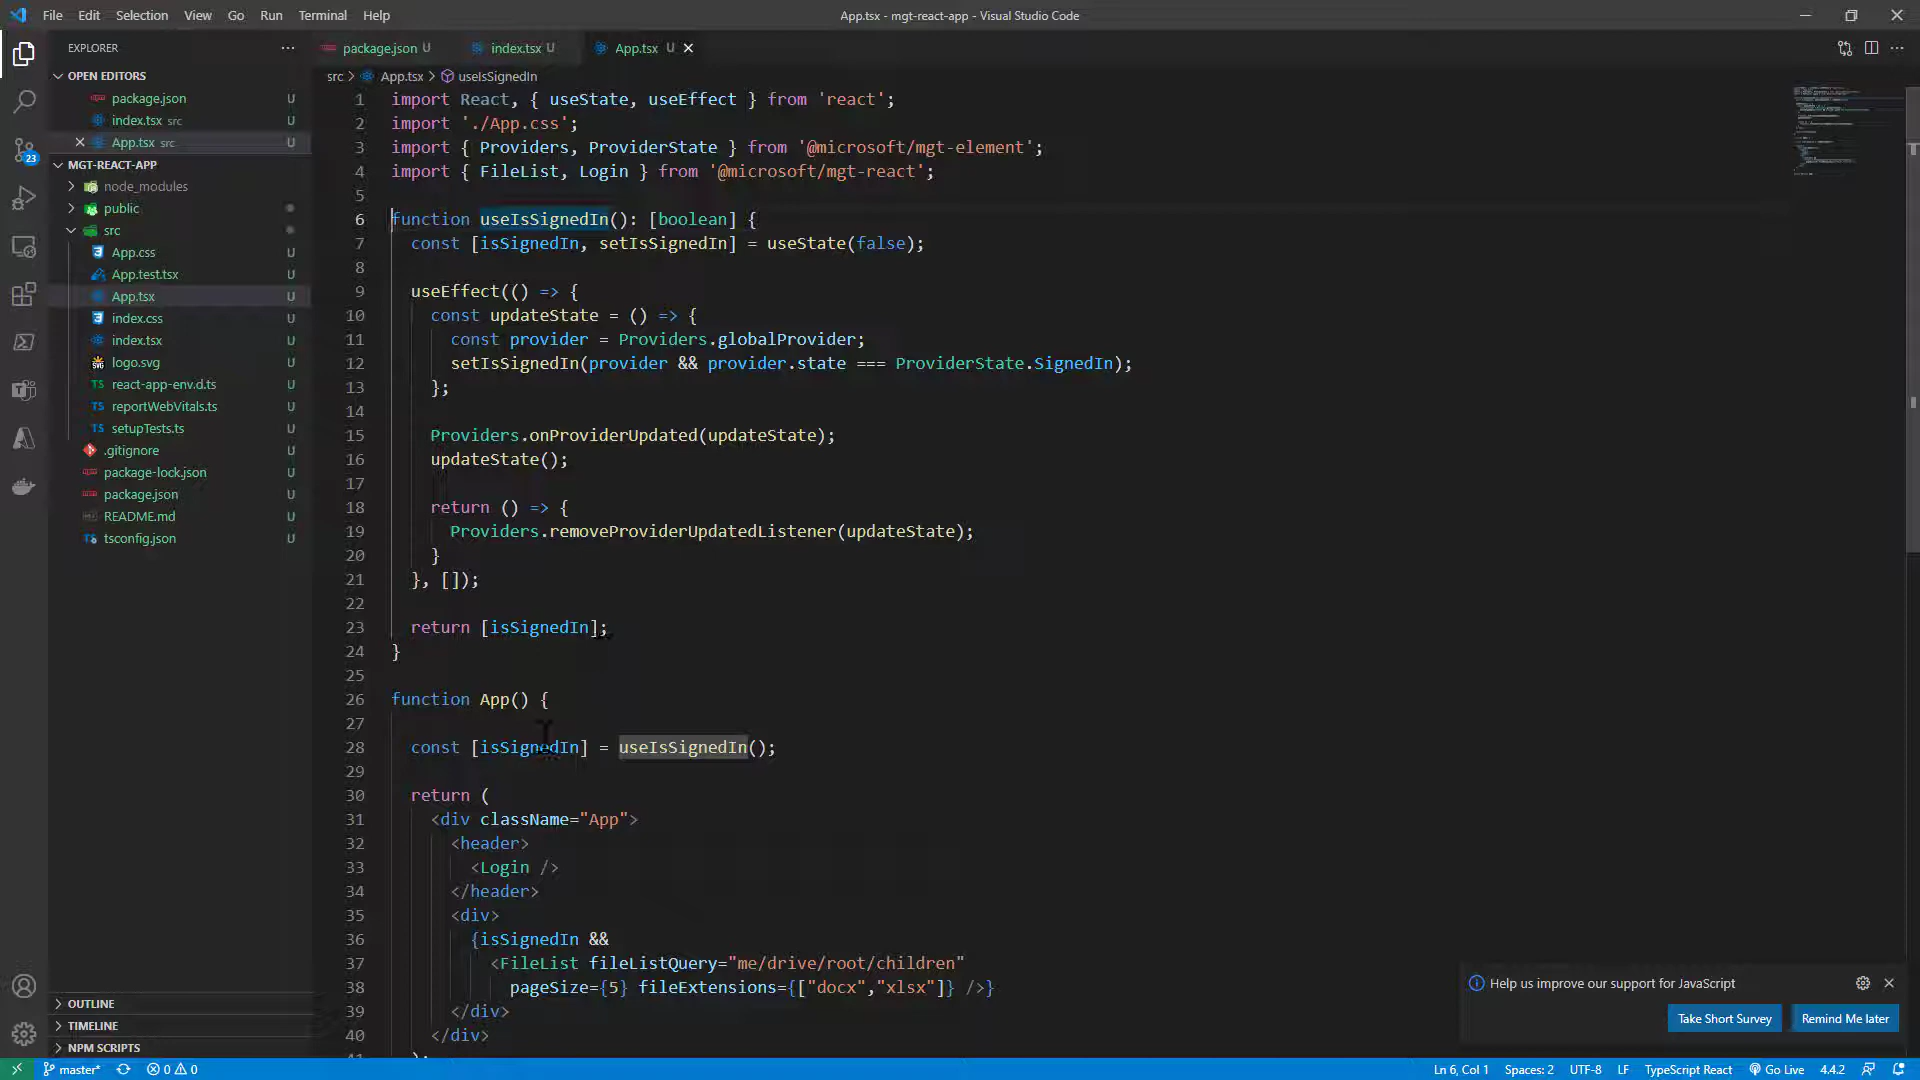 File Edit Selection View Go Run Terminal Help
App.tsx - mgt-react-app - Visual Studio Code
EXPLORER
OPEN EDITORS
package.json U
index.tsx src U
App.tsx src U
MGT-REACT-APP
node_modules
public
src
App.css U
App.test.tsx U
App.tsx U
index.css U
index.tsx U
logo.svg U
TS react-app-env.d.ts U
TS reportWebVitals.ts U
TS setupTests.ts U
.gitignore U
package-lock.json U
package.json U
README.md U
tsconfig.json U
OUTLINE
TIMELINE
NPM SCRIPTS
23
package.json U index.tsx U App.tsx U
src App.tsx useIsSignedIn
1 import React, { useState, useEffect } from 'react';
2 import './App.css';
3 import { Providers, ProviderState } from '@microsoft/mgt-element';
4 import { FileList, Login } from '@microsoft/mgt-react';
5
6 function useIsSignedIn(): [boolean] {
7 const [isSignedIn, setIsSignedIn] = useState(false);
8
9 useEffect(() => {
10 const updateState = () => {
11 const provider = Providers.globalProvider;
12 setIsSignedIn(provider && provider.state === ProviderState.SignedIn);
13 };
14
15 Providers.onProviderUpdated(updateState);
16 updateState();
17
18 return () => {
19 Providers.removeProviderUpdatedListener(updateState);
20 }
21 }, []);
22
23 return [isSignedIn];
24 }
25
26 function App() {
27
28 const [isSignedIn] = useIsSignedIn();
29
30 return (
31 <div className="App">
32 <header>
33 <Login />
34 </header>
35 <div>
36 {isSignedIn &&
37 <FileList fileListQuery="me/drive/root/children"
38 pageSize={5} fileExtensions={["docx","xlsx"]} />}
39 </div>
40 </div>
41 );
Help us improve our support for JavaScript
Take Short Survey
Remind Me later
master* 0 0
Ln 6, Col 1 Spaces: 2 UTF-8 LF TypeScript React Go Live 4.4.2